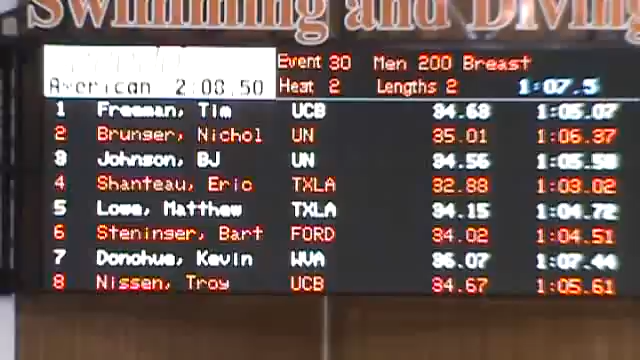 Swimming and Diving
American 2:08.50
Event 30 Men 200 Breast
Heat 2 Lengths 2 1:07.5
1 Freeman, Tim UCB 34.63 1:05.07
2 Brunger, Nichol UN 35.01 1:06.37
3 Johnson, BJ UN 34.56 1:05.58
4 Shanteau, Eric TXLA 32.88 1:03.02
5 Lowe, Matthew TXLA 34.15 1:04.72
6 Steninger, Bart FORD 34.02 1:04.51
7 Donohue, Kevin WVA 36.07 1:07.44
8 Nissen, Troy UCB 34.67 1:05.61